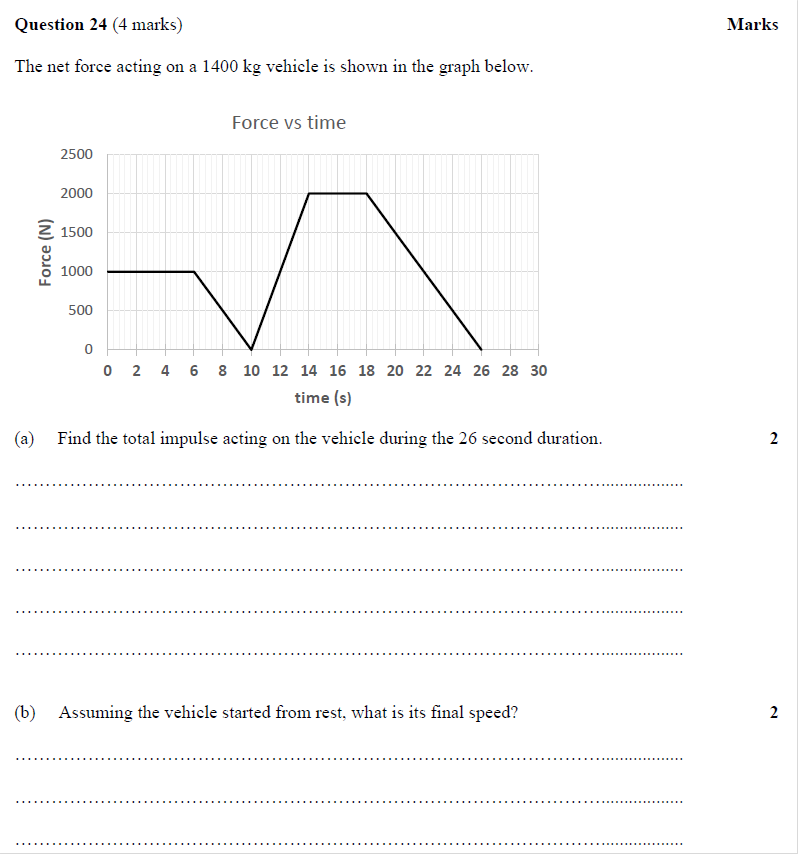 Question 24 (4 marks) Marks
The net force acting on a 1400 kg vehicle is shown in the graph below.
Force vs time
2500
2000
1500
1000
500
0
Force (N)
0 2 4 6 8 10 12 14 16 18 20 22 24 26 28 30
time (s)
(a) Find the total impulse acting on the vehicle during the 26 second duration. 2
(b) Assuming the vehicle started from rest, what is its final speed? 2